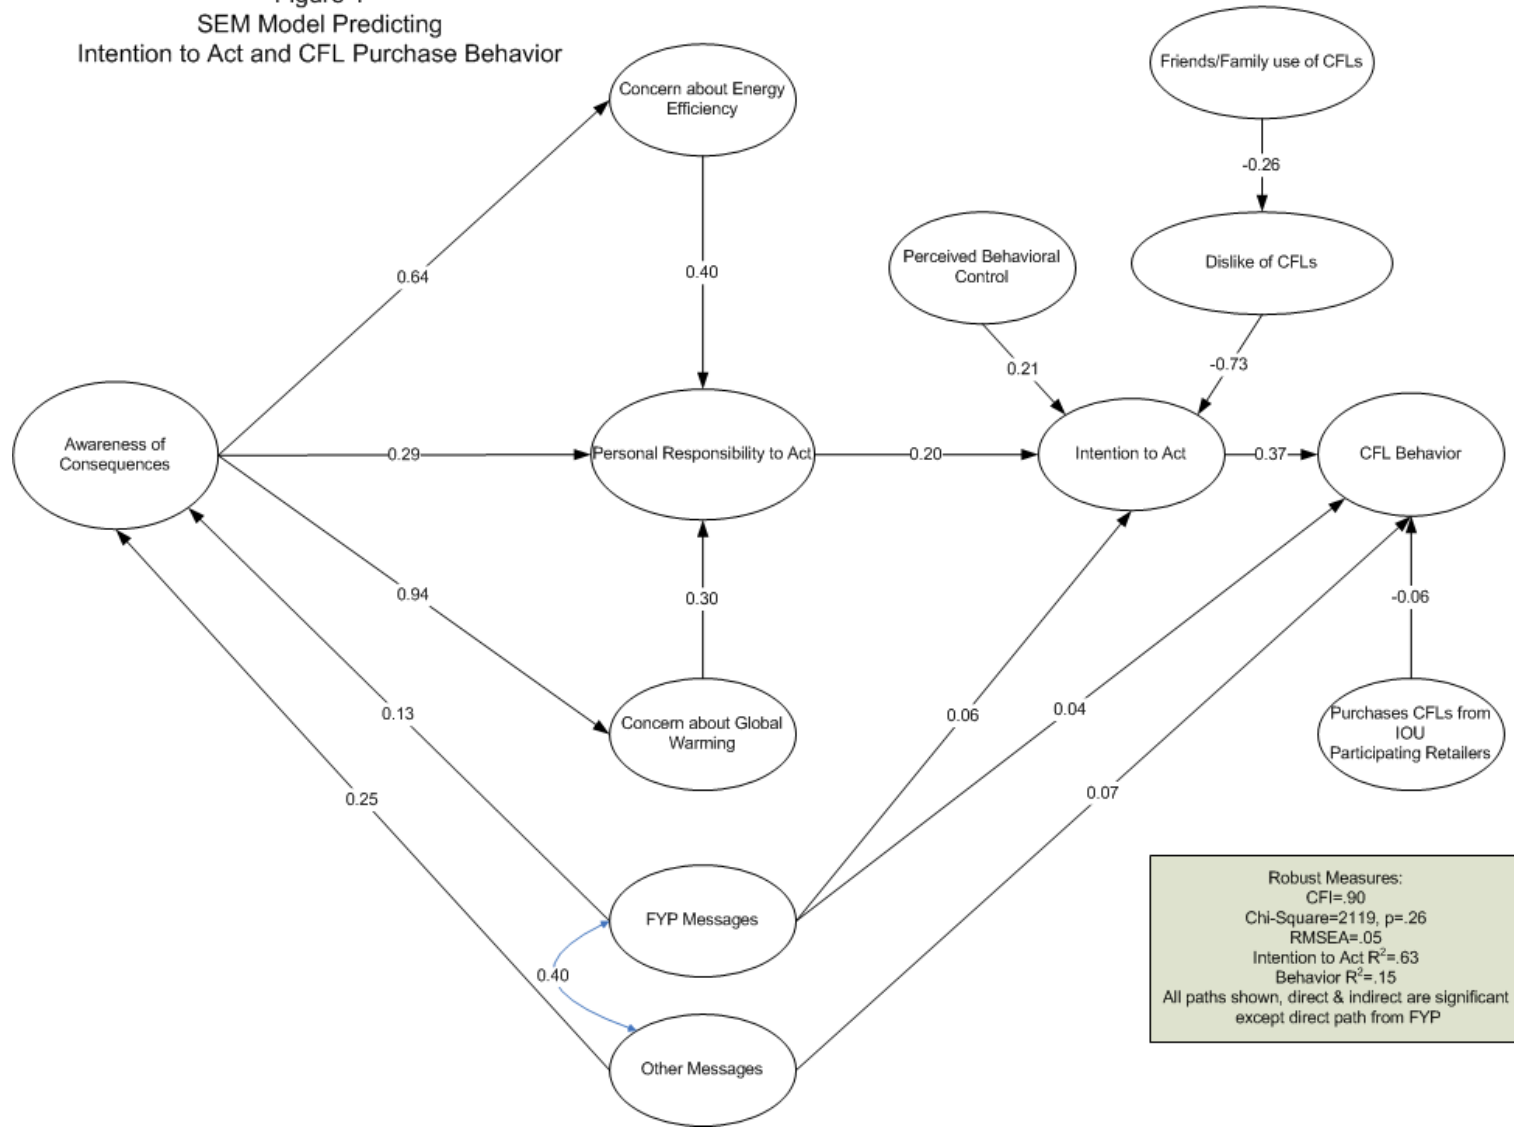 SEM Model Predicting
Intention to Act and CFL Purchase Behavior
Concern about Energy
Efficiency
Friends/Family use of CFLs
-0.26
Perceived Behavioral
Control
Dislike of CFLs
0.64
0.40
0.21
-0.73
Awareness of
Consequences
0.29
Personal Responsibility to Act
0.20
Intention to Act
0.37
CFL Behavior
0.94
0.30
-0.06
0.13
Concern about Global
Warming
0.06
0.04
Purchases CFLs from
IOU
Participating Retailers
0.25
0.07
FYP Messages
0.40
Other Messages
Robust Measures:
CFI=.90
Chi-Square=2119, p=.26
RMSEA=.05
Intention to Act R²=.63
Behavior R²=.15
All paths shown, direct & indirect are significant
except direct path from FYP